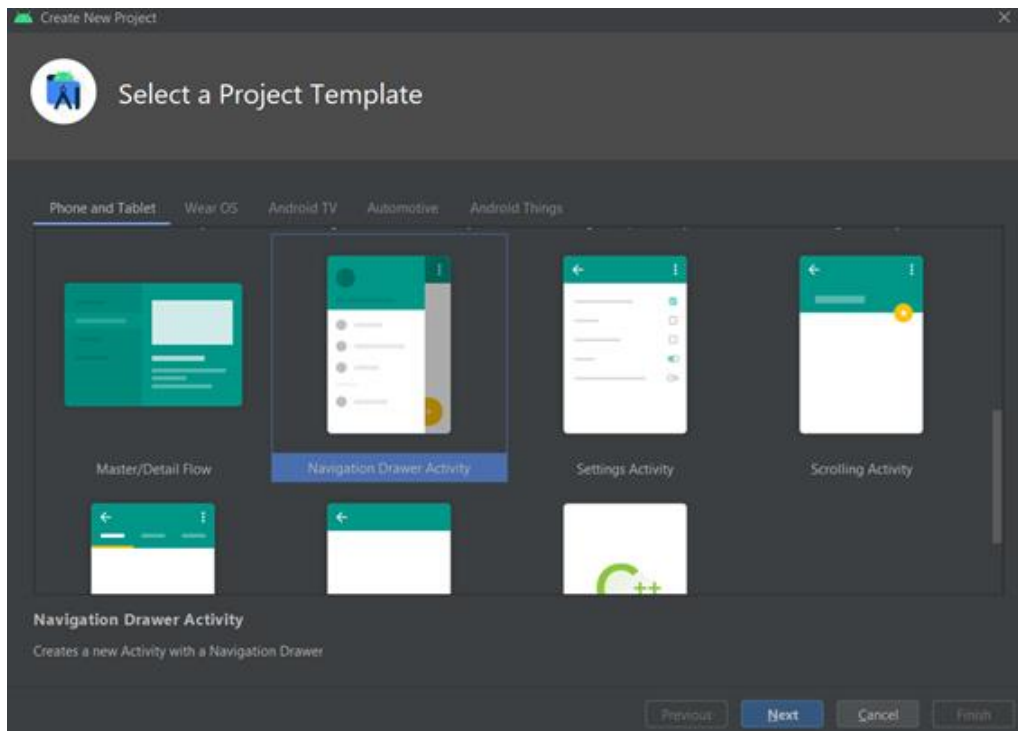 Create New Project
Select a Project Template
Phone and Tablet Wear OS Android TV Automotive Android Things
Master/Detail Flow Navigation Drawer Activity Settings Activity Scrolling Activity
C++
Navigation Drawer Activity
Creates a new Activity with a Navigation Drawer
Previous Next Cancel Finish